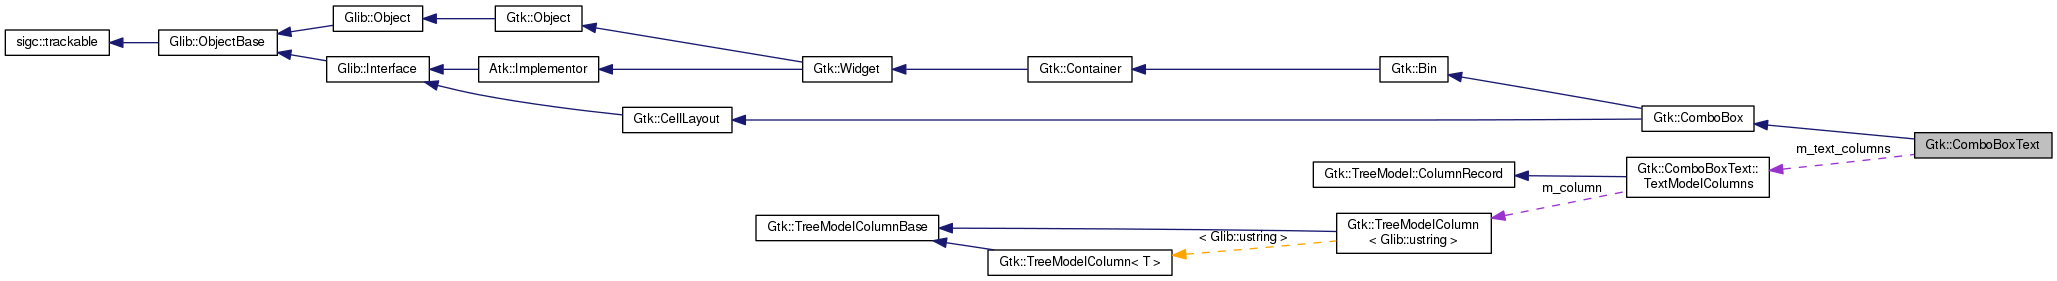 Glib::Object
Gtk::Object
sigc::trackable
Glib::ObjectBase
Glib::Interface
Atk::Implementor
Gtk::Widget
Gtk::Container
Gtk::Bin
Gtk::CellLayout
Gtk::ComboBox
Gtk::ComboBoxText
m_text_columns
Gtk::TreeModel::ColumnRecord
Gtk::ComboBoxText::
TextModelColumns
m_column
Gtk::TreeModelColumnBase
Gtk::TreeModelColumn
< Glib::ustring >
< Glib::ustring >
Gtk::TreeModelColumn< T >